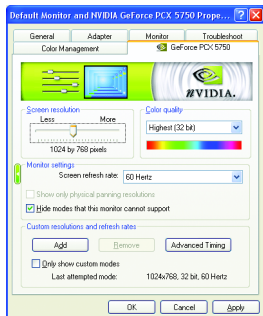 Default Monitor and NVIDIA GeForce PCX 5750 Prope...
General Adapter Monitor Troubleshoot
Color Management GeForce PCX 5750
nVIDIA.
Screen resolution
Less More
1024 by 768 pixels
Color quality
Highest (32 bit)
Monitor settings
Screen refresh rate: 60 Hertz
Show only physical panning resolutions
Hide modes that this monitor cannot support
Custom resolutions and refresh rates
Add Remove Advanced Timing
Only show custom modes
Last attempted mode: 1024x768, 32 bit, 60 Hertz
OK Cancel Apply